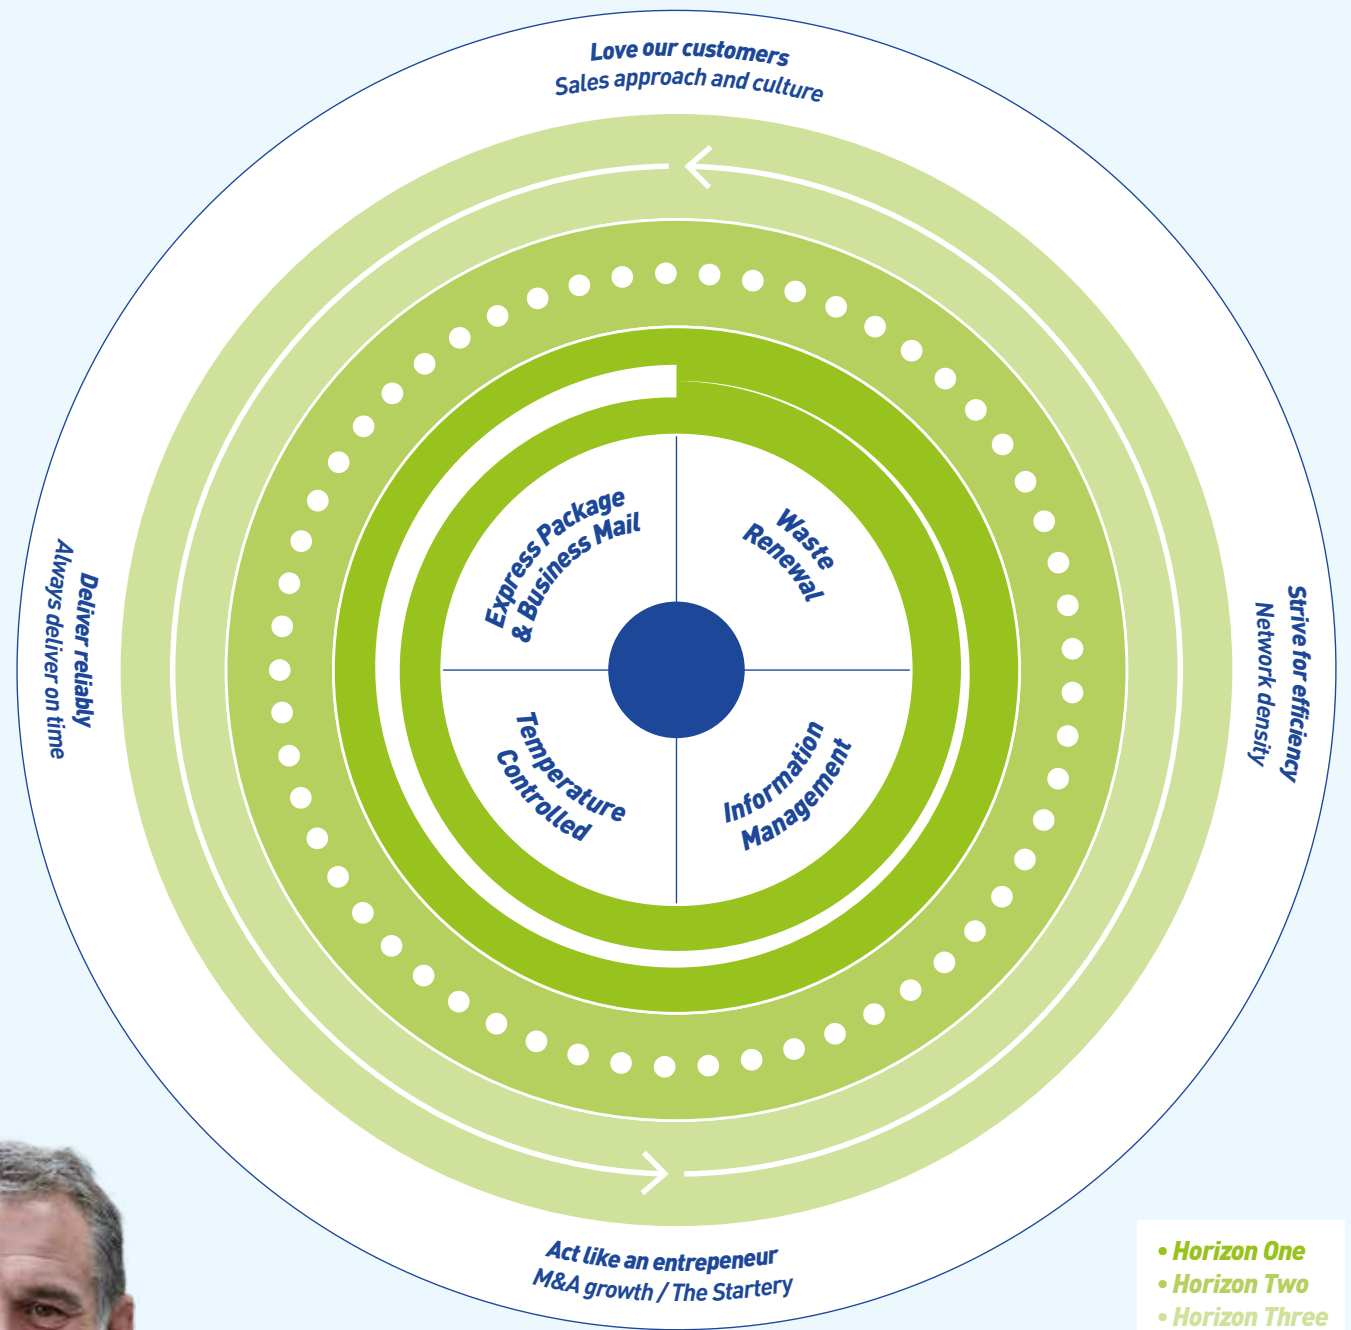 Love our customers
Sales approach and culture
Express Package
& Business Mail
Waste
Renewal
Deliver reliably
Always deliver on time
Strive for efficiency
Network density
Temperature
Controlled
Information
Management
Act like an entrepeneur
M&A growth / The Startery
• Horizon One
• Horizon Two
• Horizon Three